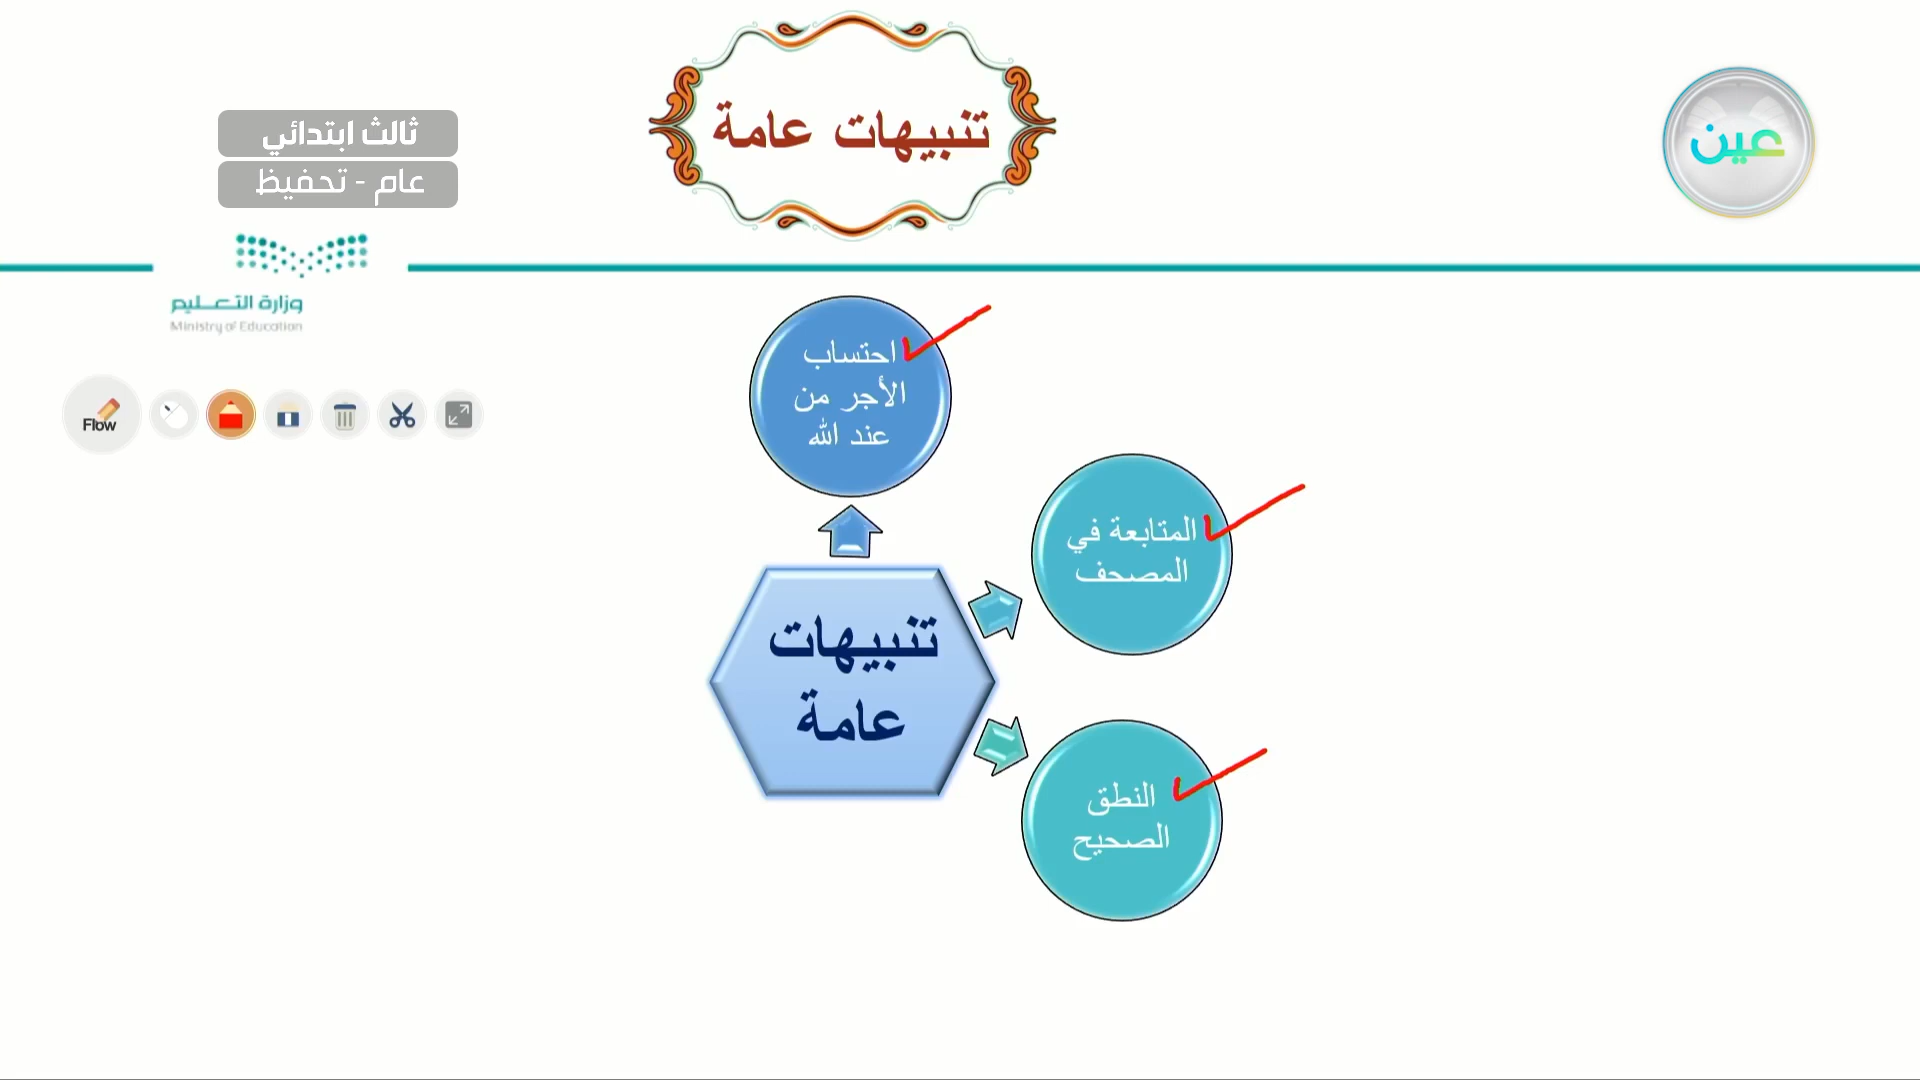 تنبيهات عامة
عين
ثالث ابتدائي
عام - تحفيظ
وزارة التعليم
Ministry of Education
Flow
احتساب
الأجر من
عند الله
المتابعة في
المصحف
تنبيهات
عامة
النطق
الصحيح